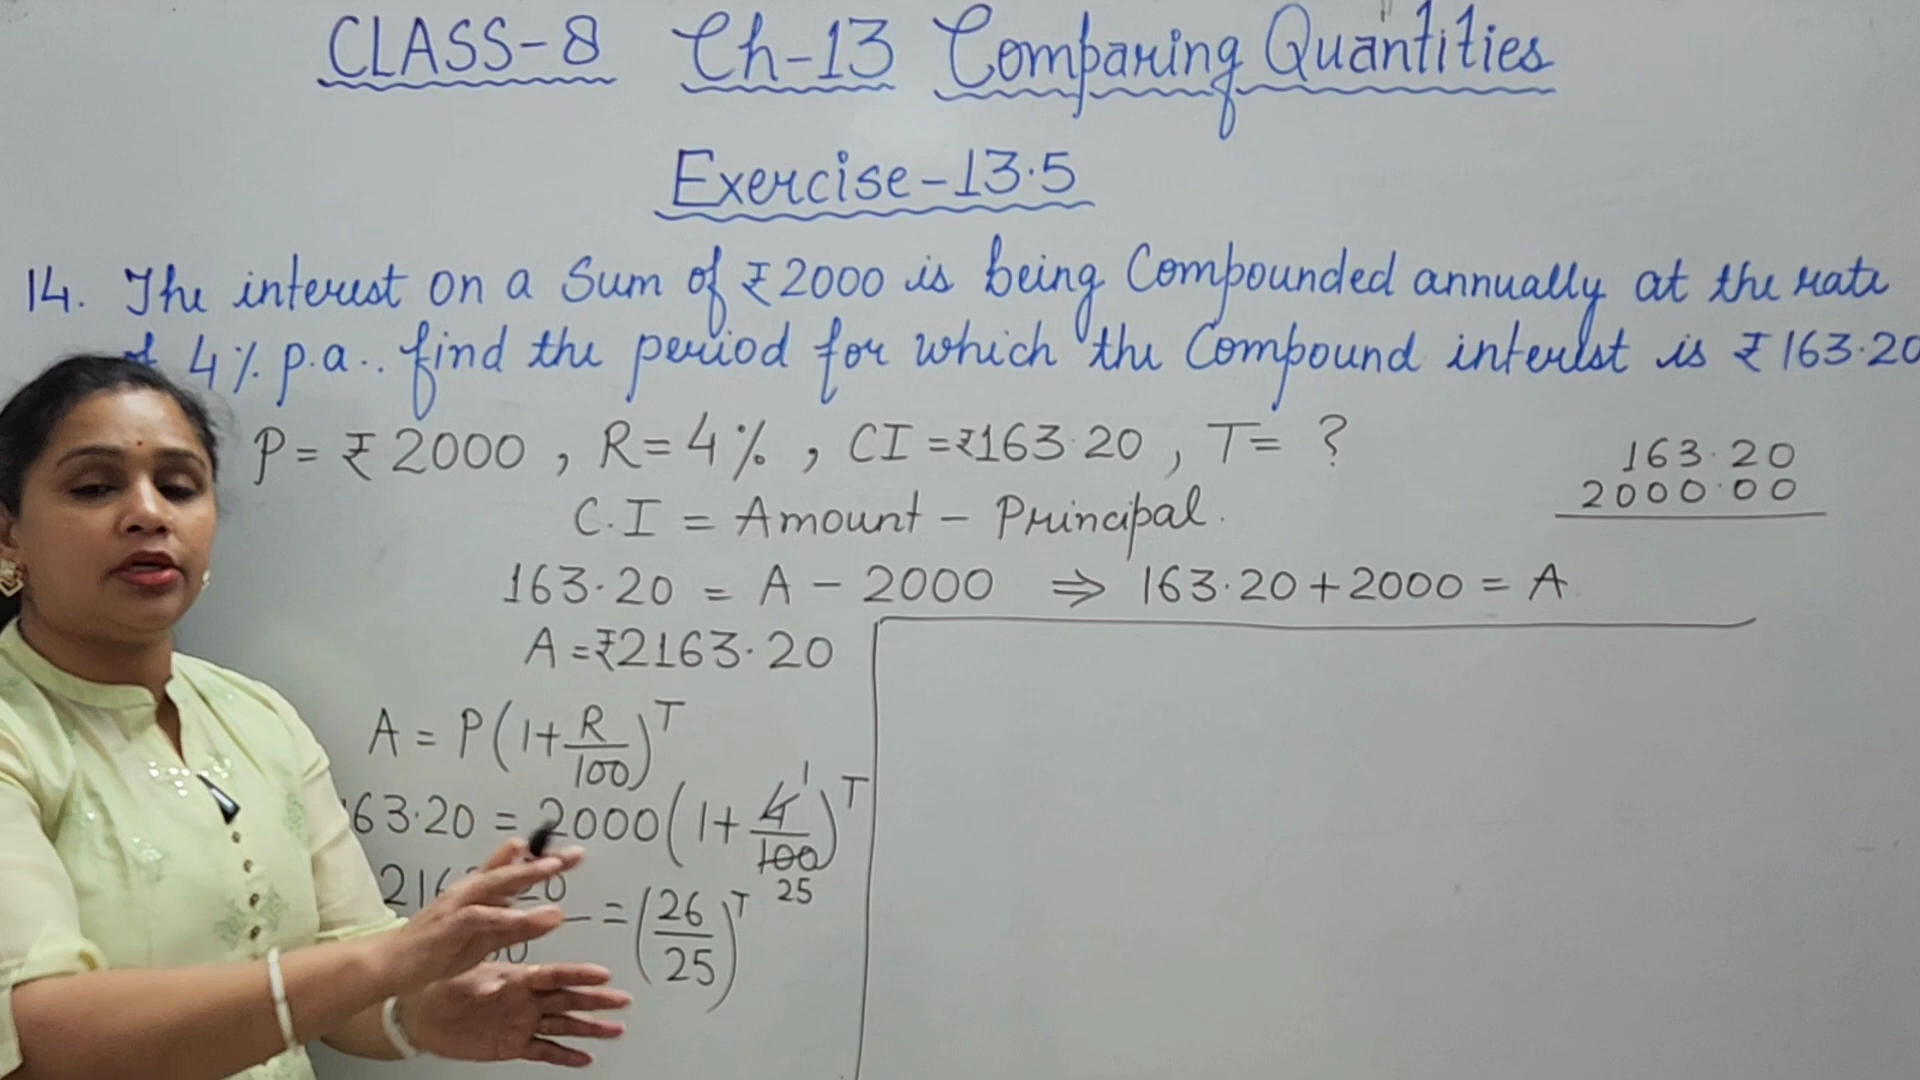 CLASS-8 Ch-13 Comparing Quantities
Exercise-13.5
14. The interest on a Sum of ₹2000 is being Compounded annually at the rate
of 4% p.a.. find the period for which the Compound interest is ₹163.20
P = ₹2000, R=4%, CI=₹163.20, T= ?
163.20
2000.00
C.I = Amount - Principal.
163.20 = A - 2000 ⇒ 163.20+2000 = A
A =₹2163.20
A = P(1+R/100)^T
63.20 = 2000(1+4/100)^T
1
25
= (26/25)^T